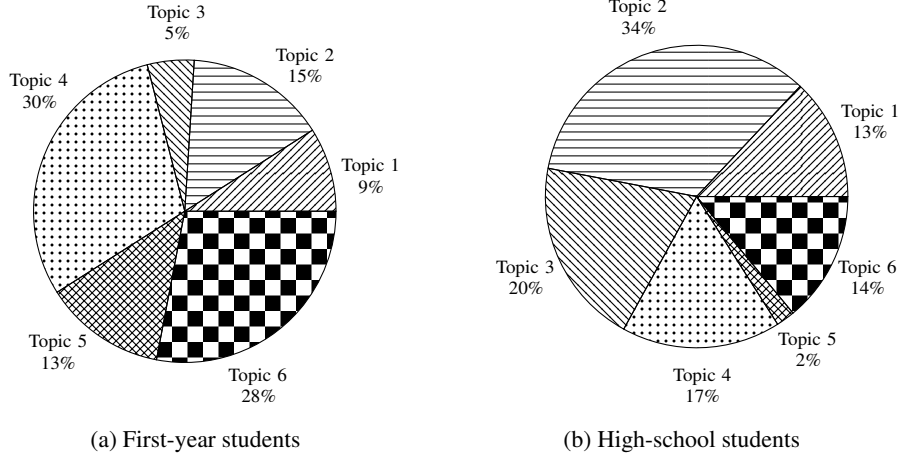 Topic 3
5%
Topic 2
15%
Topic 4
30%
Topic 1
9%
Topic 5
13%
Topic 6
28%
(a) First-year students
Topic 2
34%
Topic 1
13%
Topic 3
20%
Topic 6
14%
Topic 5
2%
Topic 4
17%
(b) High-school students